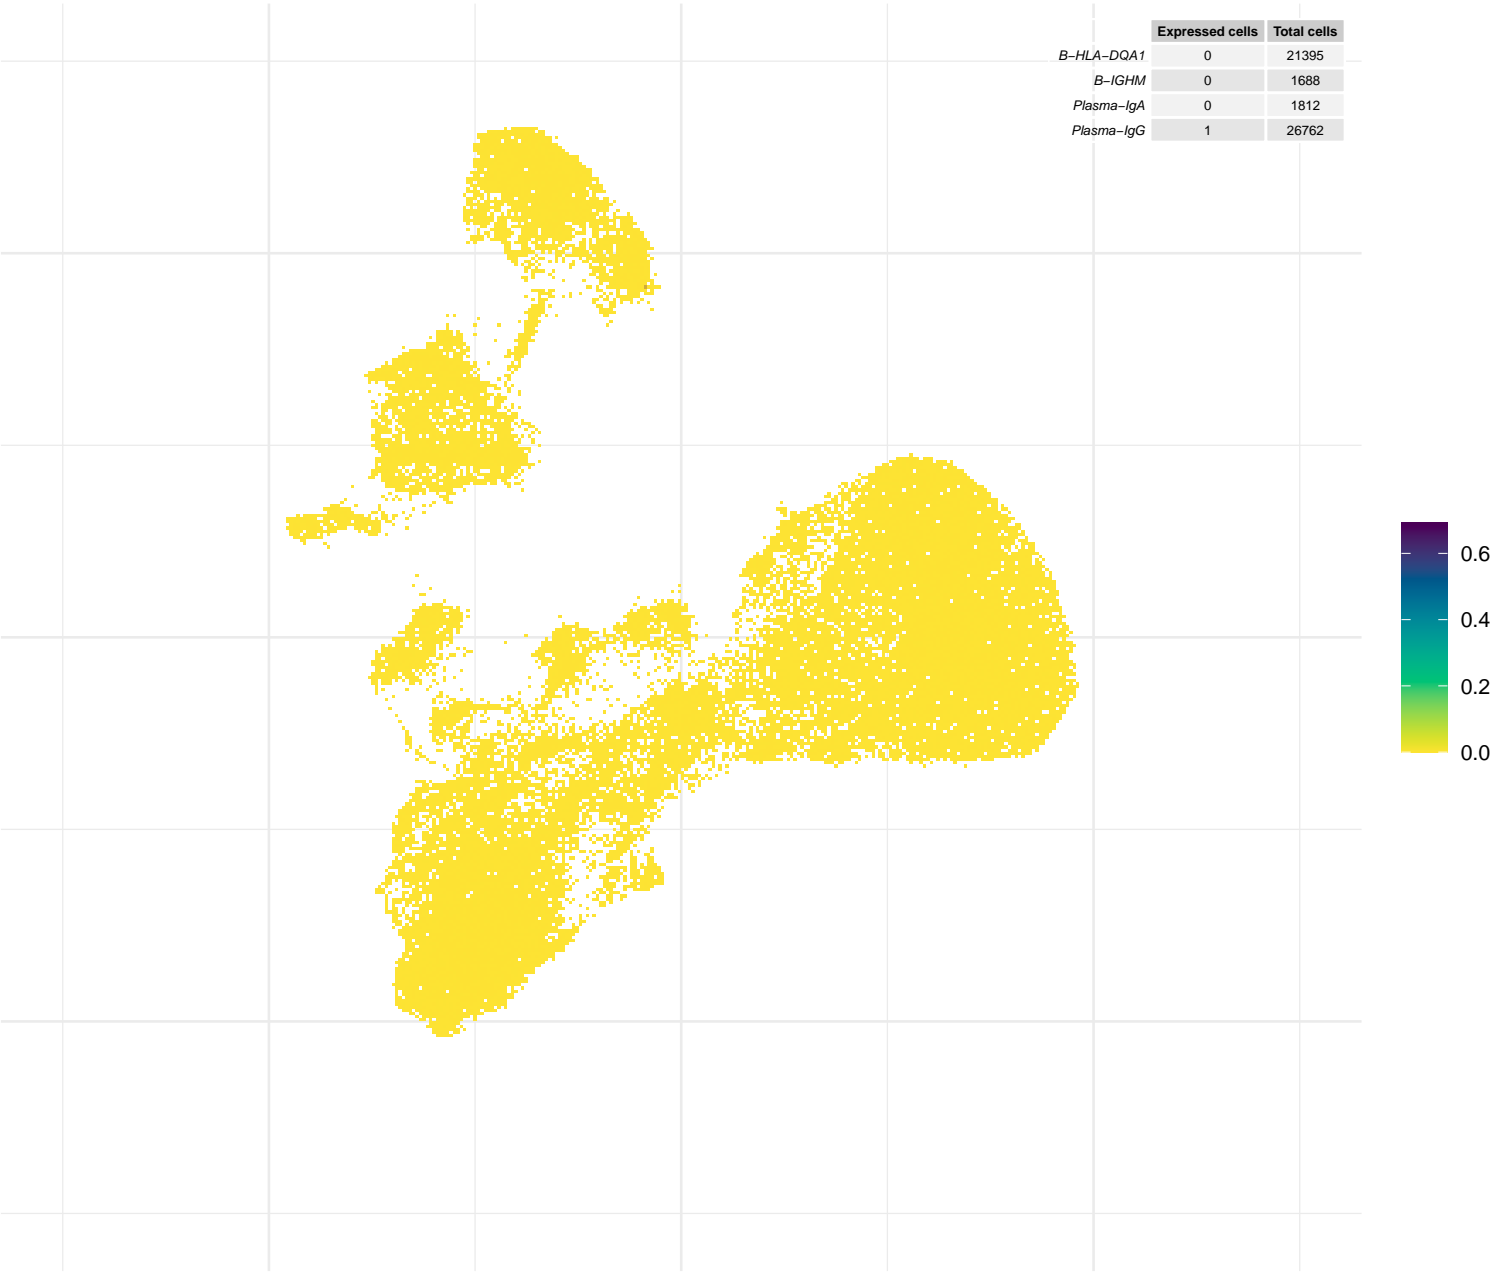 Expressed cells Total cells
B−HLA−DQA1 0 21395
B−IGHM 0 1688
Plasma−IgA 0 1812
Plasma−IgG 1 26762
0.6
0.4
0.2
0.0